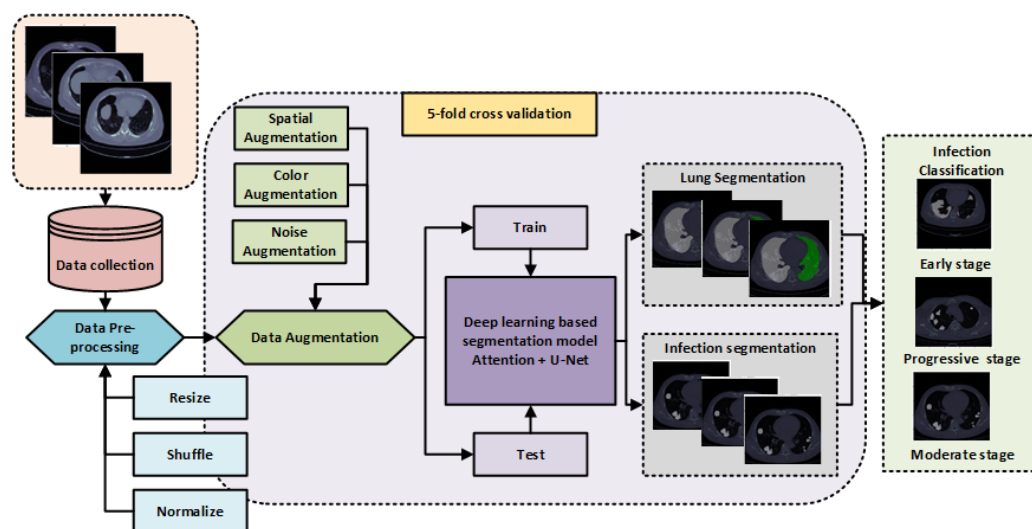 5-fold cross validation
Spatial
Augmentation
Color
Augmentation
Noise
Augmentation
Data collection
Data Pre-
processing
Resize
Shuffle
Normalize
Data Augmentation
Train
Deep learning based
segmentation model
Attention + U-Net
Test
Lung Segmentation
Infection segmentation
Infection
Classification
Early stage
Progressive stage
Moderate stage